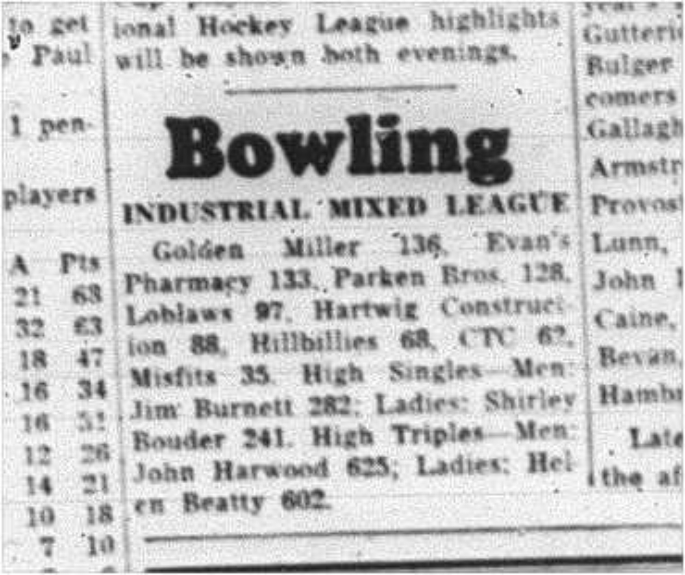 to get
Paul
1 pen-
players
A Pts
21 68
32 63
18 47
16 34
16
12 26
14 21
10 18
7 10
ional Hockey League highlights
will be shown both evenings.
Bowling
INDUSTRIAL MIXED LEAGUE
Golden Miller 136, Evan's
Pharmacy 133, Parken Bros. 128,
Loblaws 97, Hartwig Construct-
ion 88, Hillbillies 68, CTC 62,
Misfits 35. High Singles—Men:
Jim Burnett 282; Ladies: Shirley
Bouder 241. High Triples—Men:
John Harwood 625; Ladies: Hel-
en Beatty 602.
Gutteri
Bulger
comers
Gallagh
Armstr
Provost
Lunn,
John
Caine,
Bevan,
Hambr
Late
the af